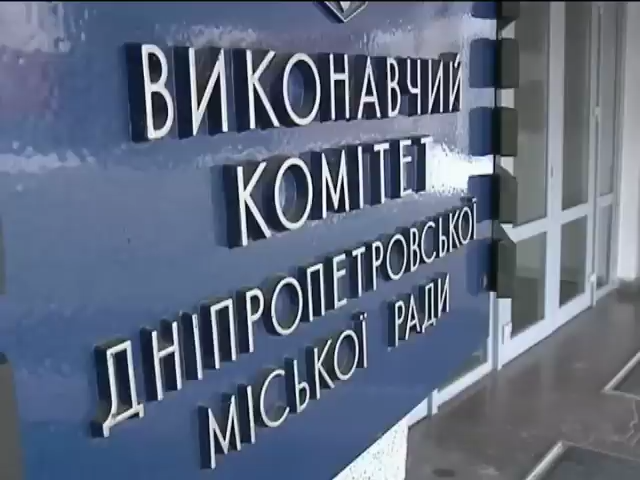 ВИКОНАВЧИЙ
КОМІТЕТ
ДНІПРОПЕТРОВСЬКОЇ
МІСЬКОЇ РАДИ